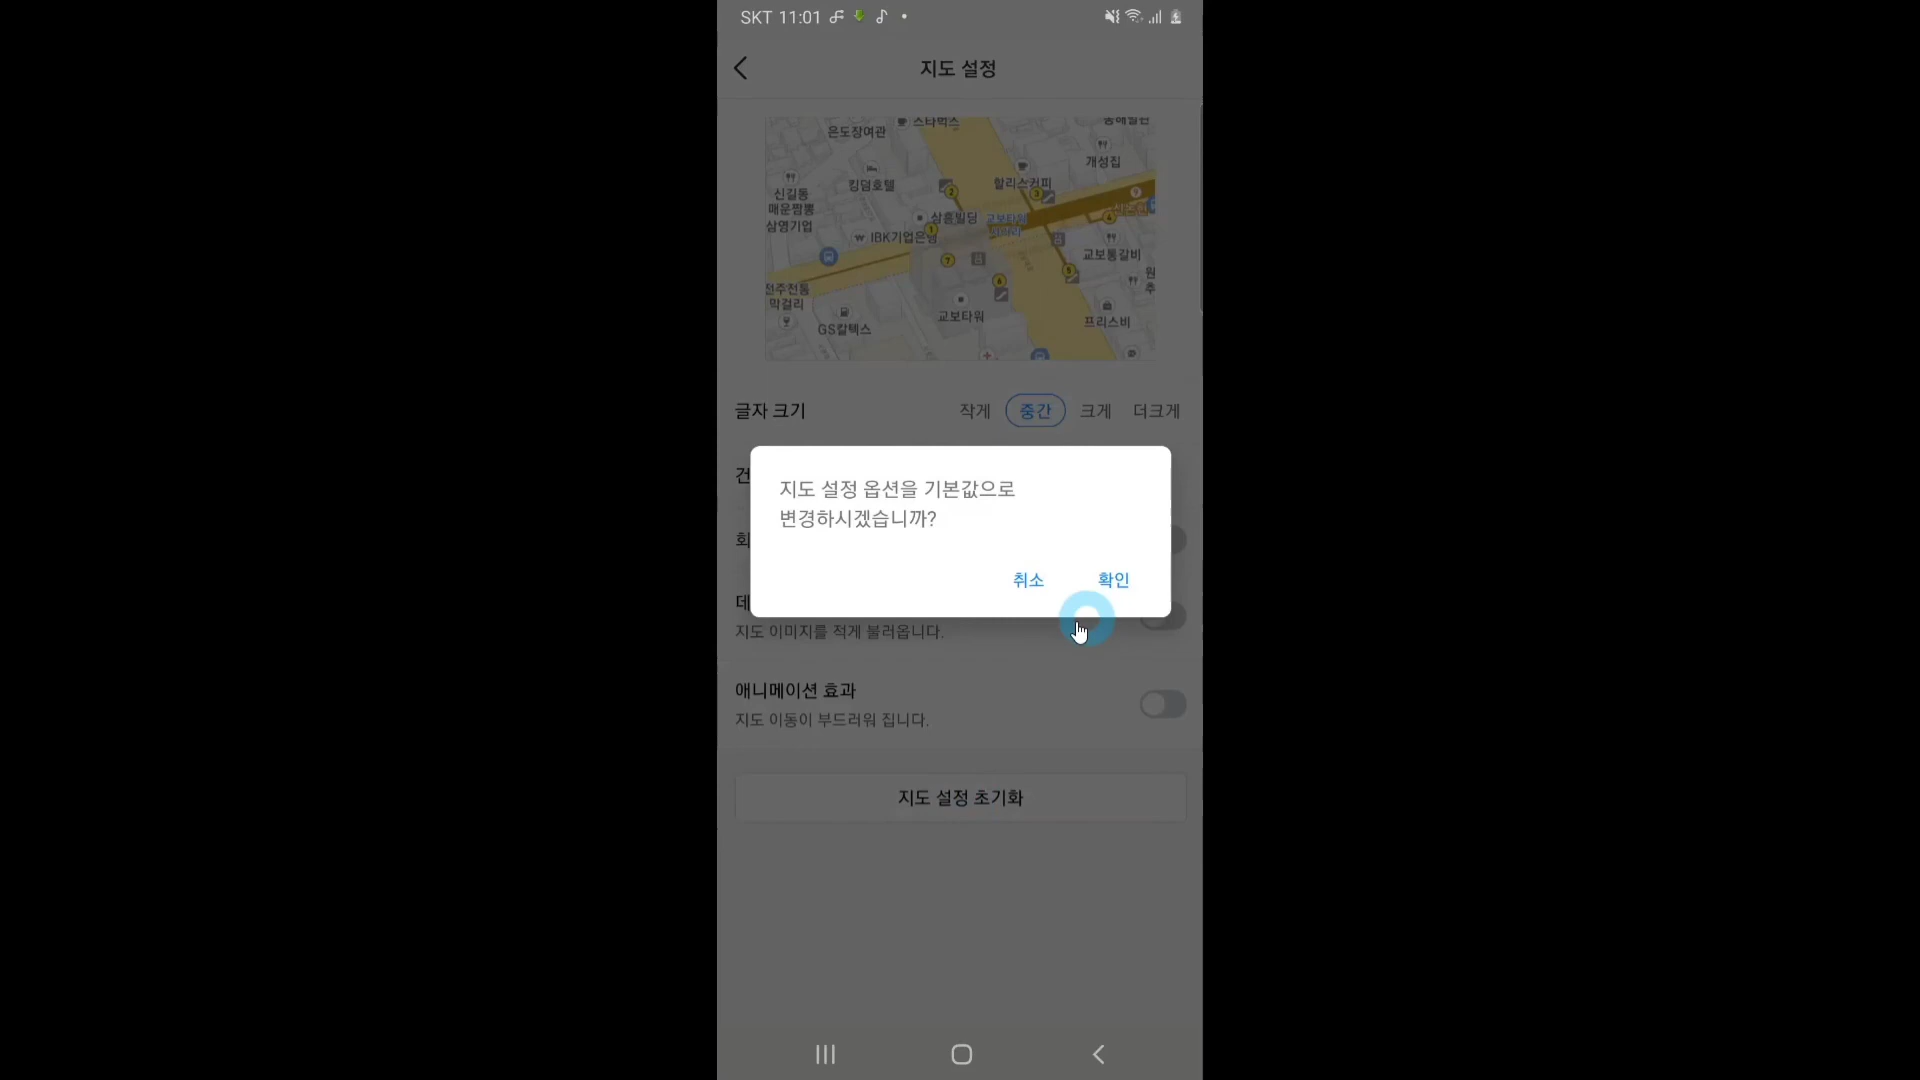 SKT 11:01
지도 설정
스타벅스
은도장여관
개성집
킹덤호텔
할리스커피
신길동
매운짬뽕
삼영기업
삼흥빌딩
교보타워
IBK기업은행
교보통갈비
전주전통
막걸리
교보타워
GS칼텍스
프리스비
글자 크기 작게 중간 크게 더크게
지도 설정 옵션을 기본값으로
변경하시겠습니까?
취소 확인
지도 이미지를 적게 불러옵니다.
애니메이션 효과
지도 이동이 부드러워 집니다.
지도 설정 초기화